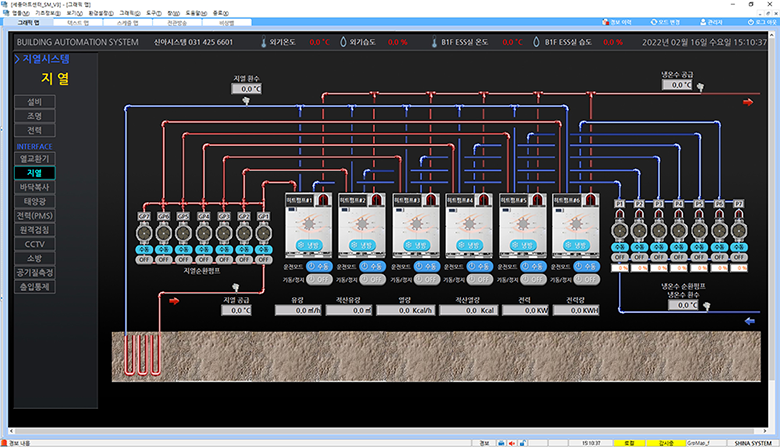 [세종마트센터_SM_V5] - [그래픽 맵]
맵종(M) 기초정보(B) 보기(V) 환경설정(E) 그래픽(G) 도구(T) 창(W) 도움말(H) 종료(X)
그래픽 맵 텍스트 맵 스케줄 맵 전관방송 비상벨 정보 이력 모드 변경 관리자 로그 아웃
BUILDING AUTOMATION SYSTEM 신아시스템 031 425 6601 외기온도 0,0 ℃ 외기습도 0,0 % B1F ESS실 온도 0,0 ℃ B1F ESS실 습도 0,0 % 2022년 02월 16일 수요일 15:10:37
지열시스템
지 열
설비
조명
전력
INTERFACE
열교환기
지열
바닥복사
태양광
전력(PMS)
원격검침
CCTV
소방
공기질측정
출입통제
지열 환수
0,0 ℃
냉온수 공급
0,0 ℃
히트펌프#1 히트펌프#2 히트펌프#3 히트펌프#4 히트펌프#5 히트펌프#6
냉방 냉방 냉방 냉방 냉방 냉방
운전모드 수동 운전모드 수동 운전모드 수동 운전모드 수동 운전모드 수동 운전모드 수동
기동/정지 OFF 기동/정지 OFF 기동/정지 OFF 기동/정지 OFF 기동/정지 OFF 기동/정지 OFF
GP7 GP6 GP5 GP4 GP3 GP2 GP1
수동 수동 수동 수동 수동 수동 수동
OFF OFF OFF OFF OFF OFF OFF
지열순환펌프
P1 P2 P3 P4 P5 P6 P7
수동 수동 수동 수동 수동 수동 수동
OFF OFF OFF OFF OFF OFF OFF
0 % 0 % 0 % 0 % 0 % 0 % 0 %
냉온수 순환펌프
냉온수 환수
0,0 ℃
지열 공급
0,0 ℃
유량 적산유량 열량 적산열량 전력 전력량
0,0 ㎥/h 0,0 ㎥ 0,0 Kcal/h 0,0 Kcal 0,0 KW 0,0 KWH
경보 내용 경보 15:10:37 로컬 감시중 GroMap_f SHINA SYSTEM